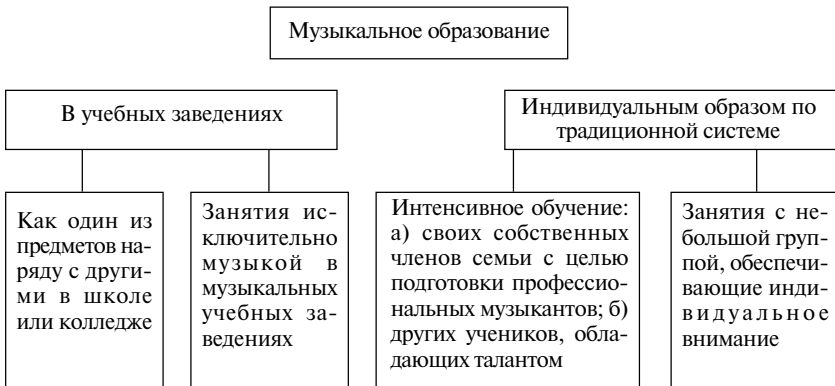 Музыкальное образование
В учебных заведениях
Индивидуальным образом по
традиционной системе
Как один из
предметов на-
ряду с други-
ми в школе
или колледже
Занятия ис-
ключительно
музыкой в
музыкальных
учебных за-
ведениях
Интенсивное обучение:
а) своих собственных
членов семьи с целью
подготовки профессио-
нальных музыкантов; б)
других учеников, обла-
дающих талантом
Занятия с не-
большой груп-
пой, обеспечи-
вающие инди-
видуальное
внимание